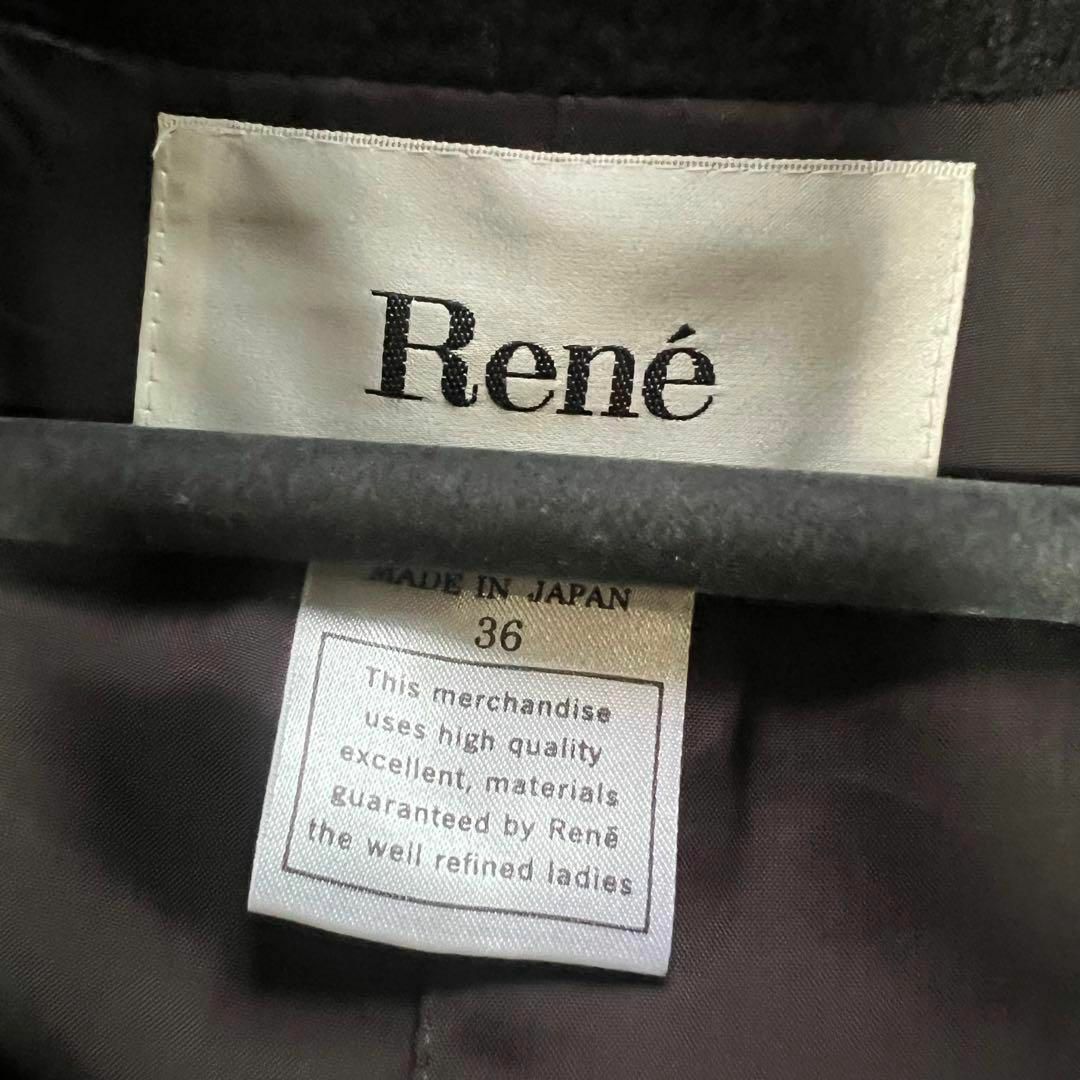 René
MADE IN JAPAN
36
This merchandise
uses high quality
excellent, materials
guaranteed by René
the well refined ladies